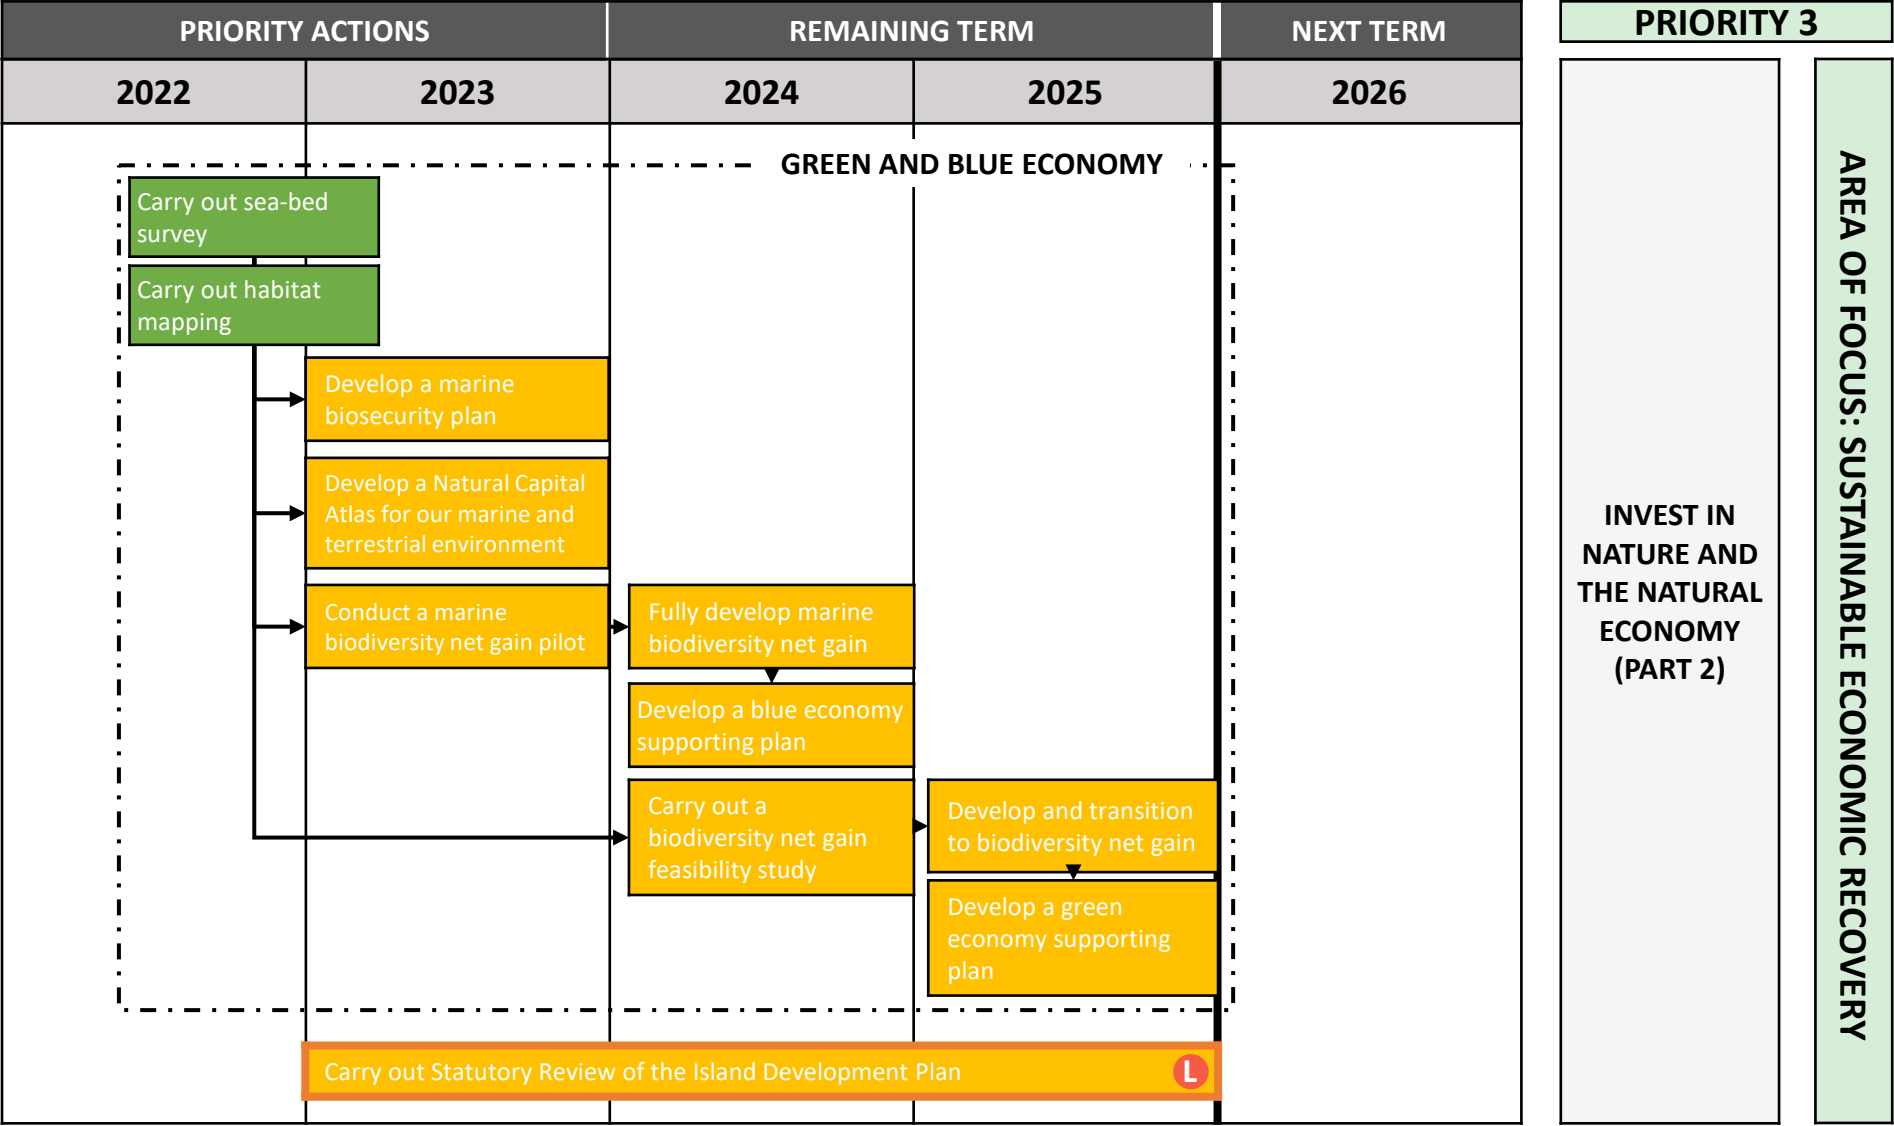 PRIORITY ACTIONS
REMAINING TERM
NEXT TERM
PRIORITY 3
2022
2023
2024
2025
2026
GREEN AND BLUE ECONOMY
Carry out sea-bed
survey
Carry out habitat
mapping
Develop a marine
biosecurity plan
Develop a Natural Capital
Atlas for our marine and
terrestrial environment
Conduct a marine
biodiversity net gain pilot
Fully develop marine
biodiversity net gain
Develop a blue economy
supporting plan
Carry out a
biodiversity net gain
feasibility study
Develop and transition
to biodiversity net gain
Develop a green
economy supporting
plan
Carry out Statutory Review of the Island Development Plan
L
INVEST IN
NATURE AND
THE NATURAL
ECONOMY
(PART 2)
AREA OF FOCUS: SUSTAINABLE ECONOMIC RECOVERY